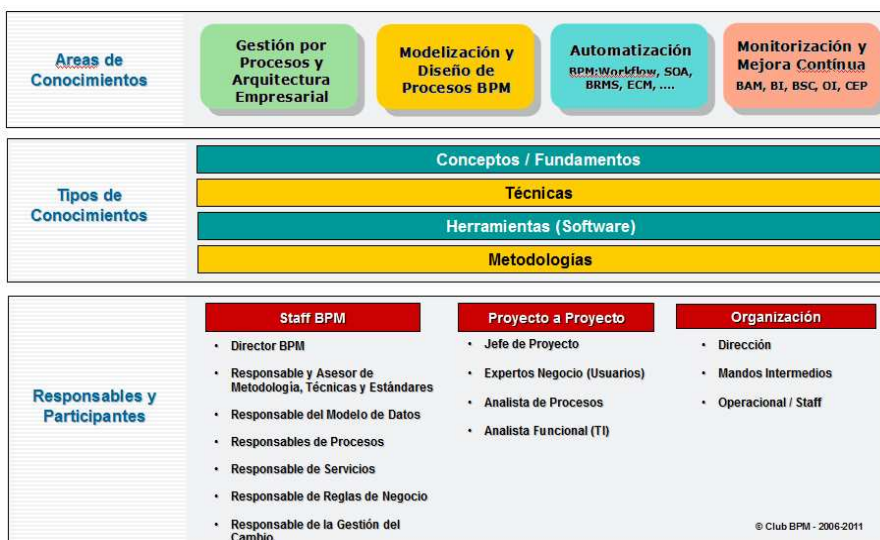 Areas de
Conocimientos
Gestión por
Procesos y
Arquitectura
Empresarial
Modelización y
Diseño de
Procesos BPM
Automatización
BPM:Workflow, SOA,
BRMS, ECM, ....
Monitorización y
Mejora Contínua
BAM, BI, BSC, OI, CEP
Tipos de
Conocimientos
Conceptos / Fundamentos
Técnicas
Herramientas (Software)
Metodologías
Responsables y
Participantes
Staff BPM
• Director BPM
• Responsable y Asesor de
Metodología, Técnicas y Estándares
• Responsable del Modelo de Datos
• Responsables de Procesos
• Responsable de Servicios
• Responsable de Reglas de Negocio
• Responsable de la Gestión del
Cambio
Proyecto a Proyecto
• Jefe de Proyecto
• Expertos Negocio (Usuarios)
• Analista de Procesos
• Analista Funcional (TI)
Organización
• Dirección
• Mandos Intermedios
• Operacional / Staff
© Club BPM - 2006-2011